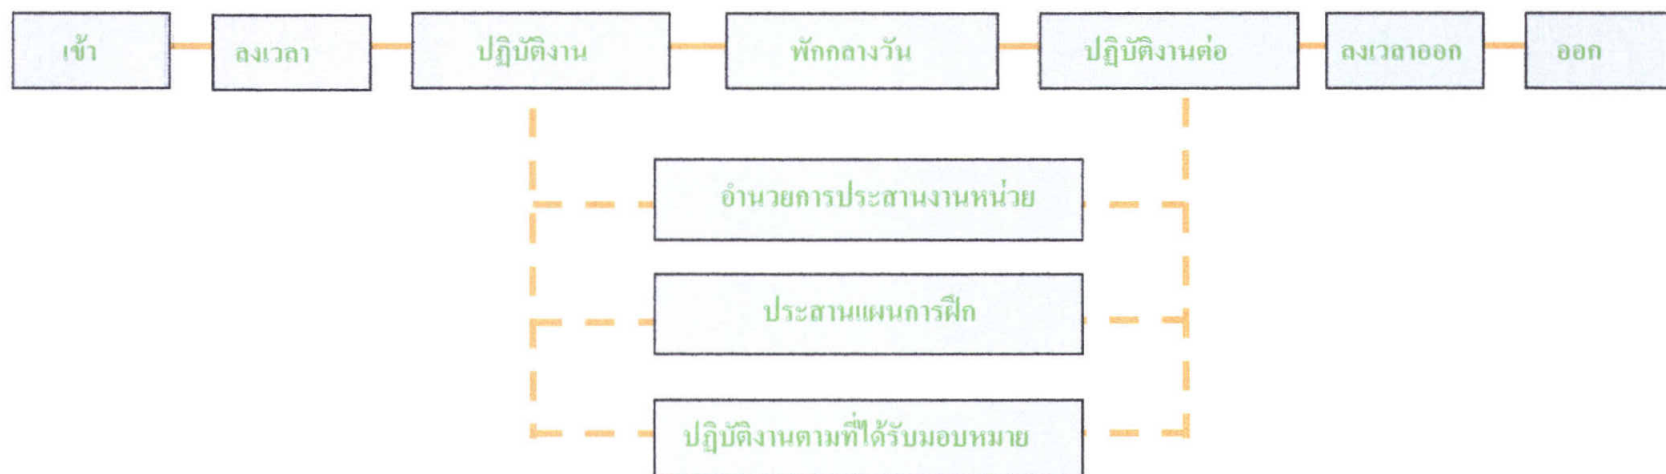 เข้า
ลงเวลา
ปฏิบัติงาน
พักกลางวัน
ปฏิบัติงานต่อ
ลงเวลาออก
ออก
อำนวยการประสานงานหน่วย
ประสานแผนการฝึก
ปฏิบัติงานตามที่ได้รับมอบหมาย